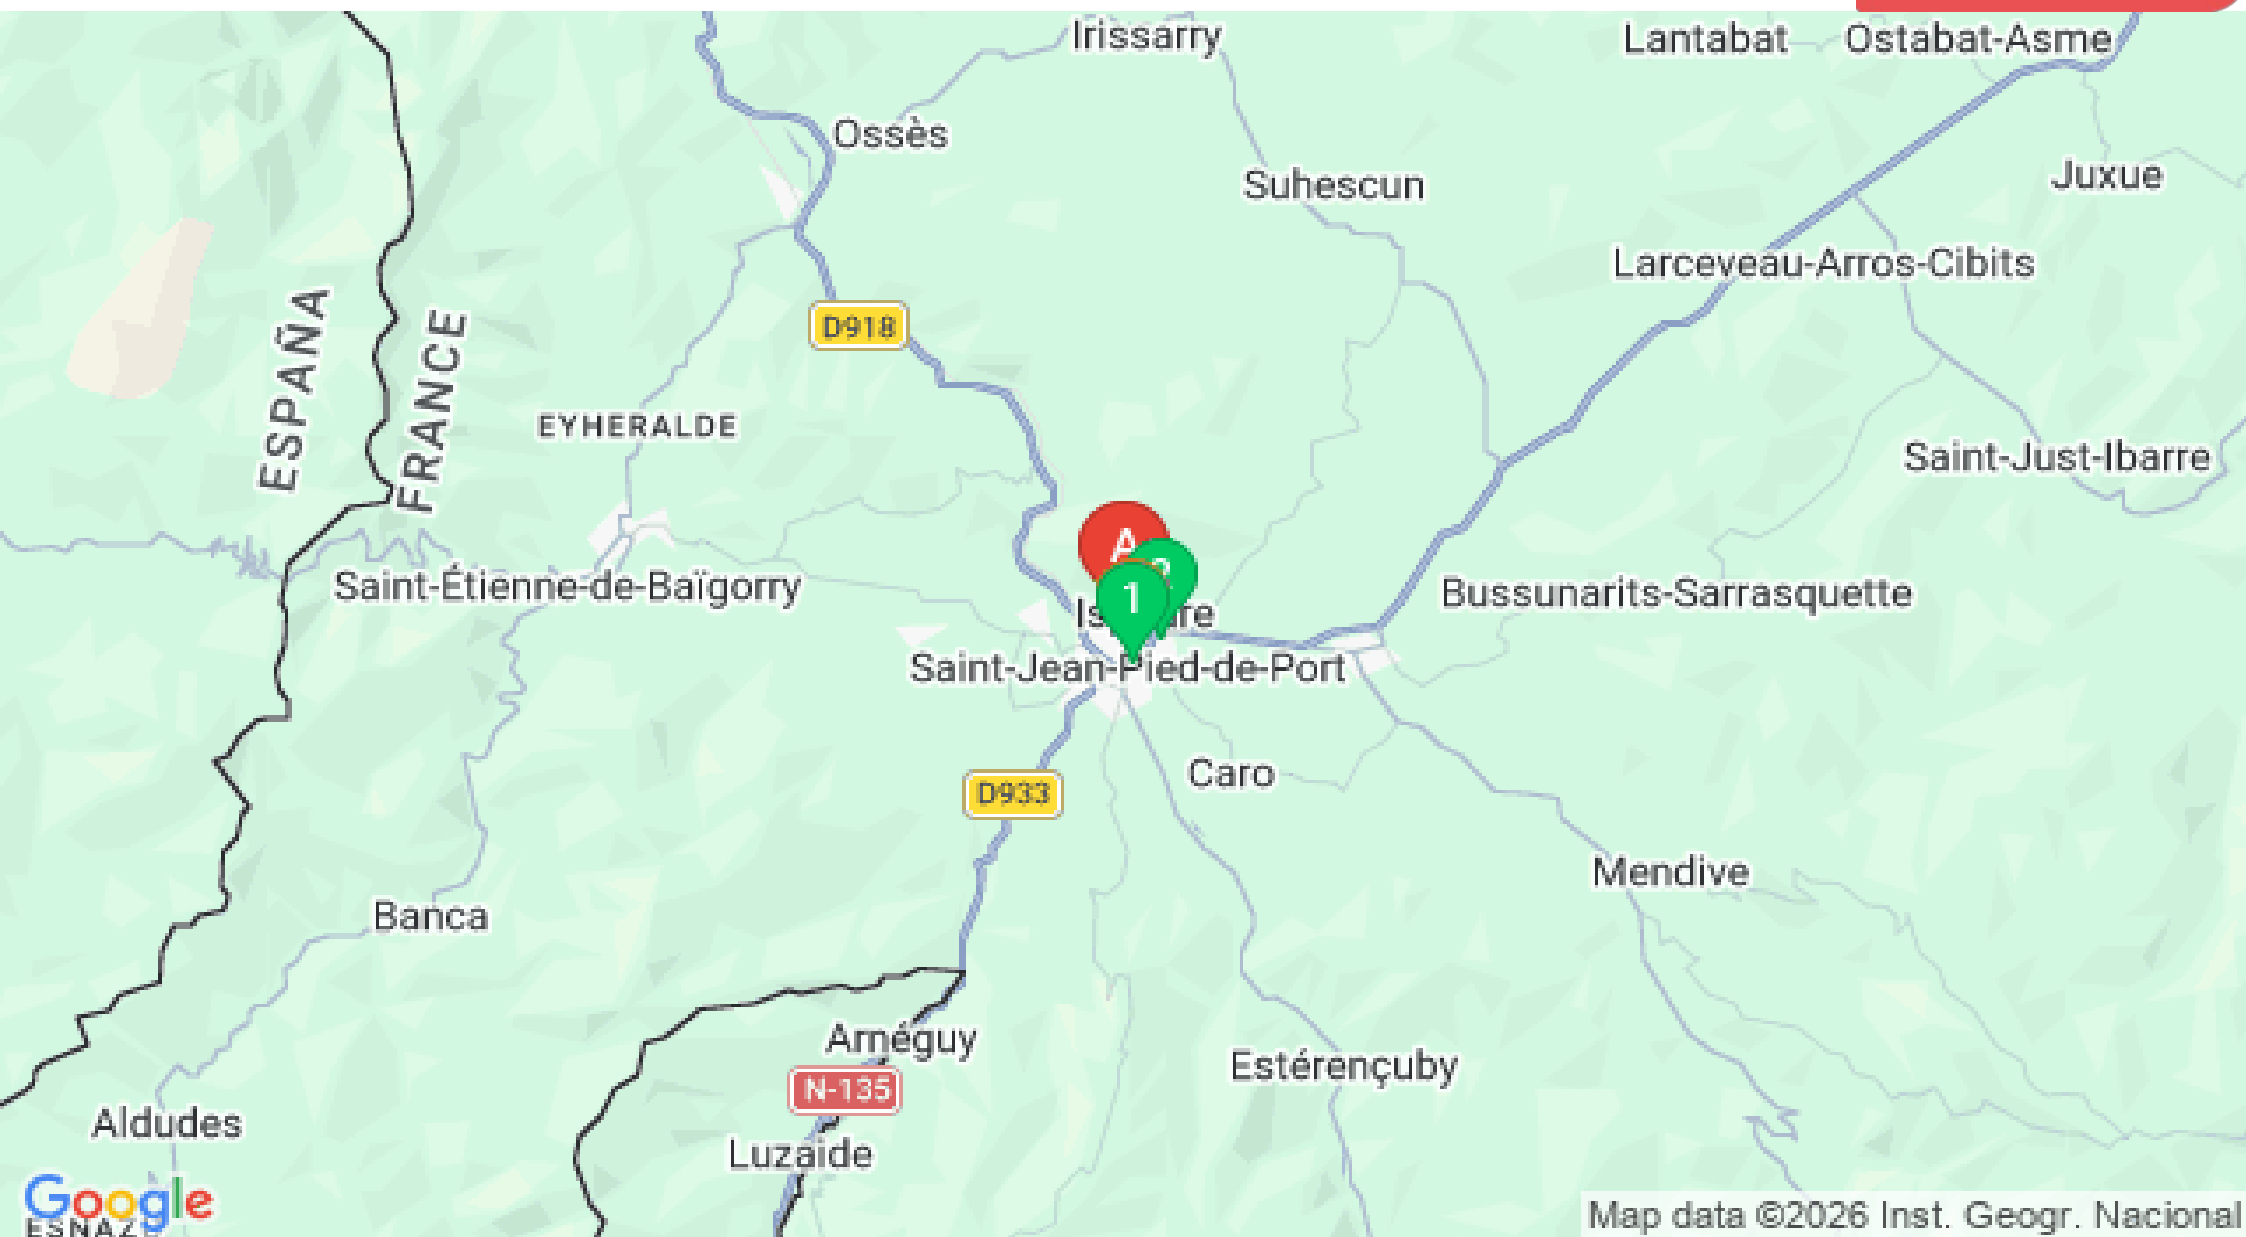 Irissarry
Lantabat
Ostabat-Asme
Ossès
Suhescun
Juxue
Larceveau-Arros-Cibits
ESPAÑA
FRANCE
D918
EYHERALDE
Saint-Just-Ibarre
A
1
Saint-Étienne-de-Baïgorry
Bussunarits-Sarrasquette
Saint-Jean-Pied-de-Port
Caro
D933
Mendive
Banca
Arnéguy
Estérençuby
N-135
Aldudes
Luzaide
Google
Map data ©2026 Inst. Geogr. Nacional